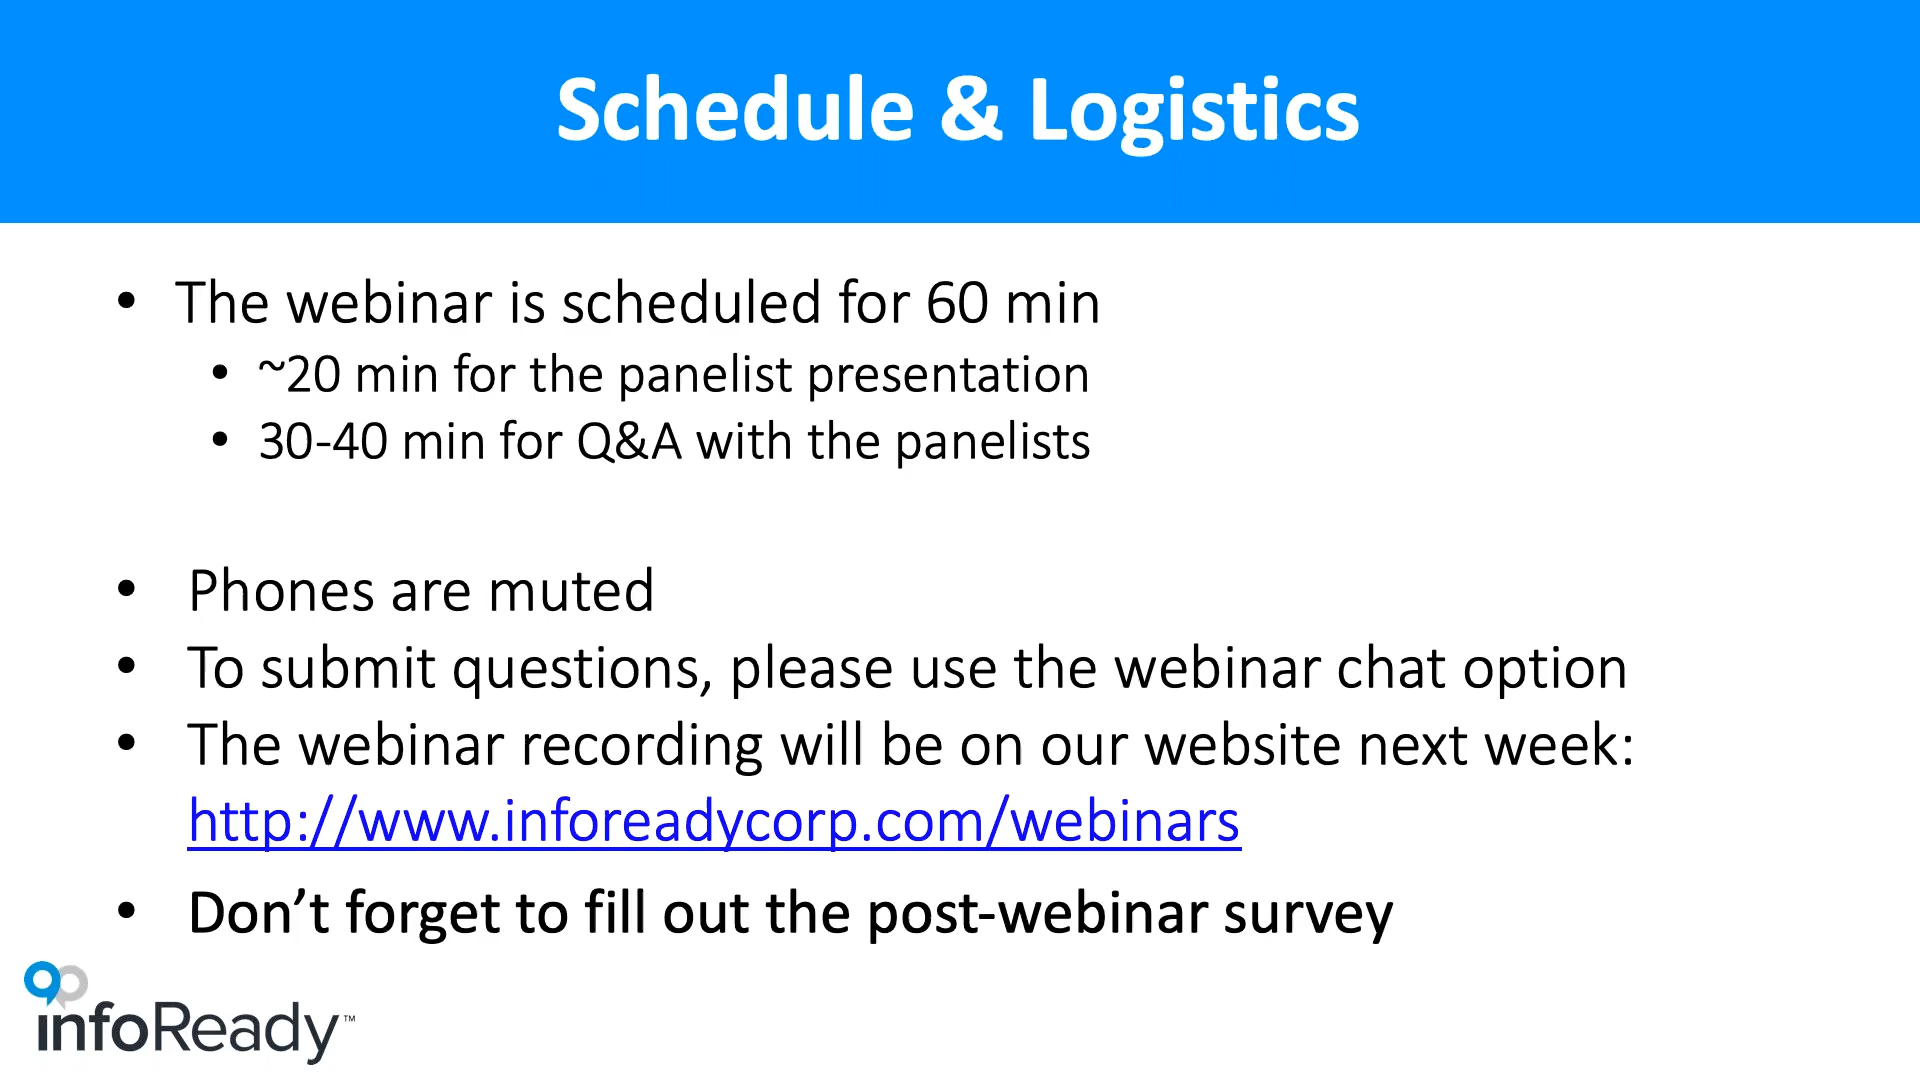 Schedule & Logistics
• The webinar is scheduled for 60 min
• ~20 min for the panelist presentation
• 30-40 min for Q&A with the panelists
• Phones are muted
• To submit questions, please use the webinar chat option
• The webinar recording will be on our website next week:
http://www.inforeadycorp.com/webinars
• Don’t forget to fill out the post-webinar survey
infoReady™